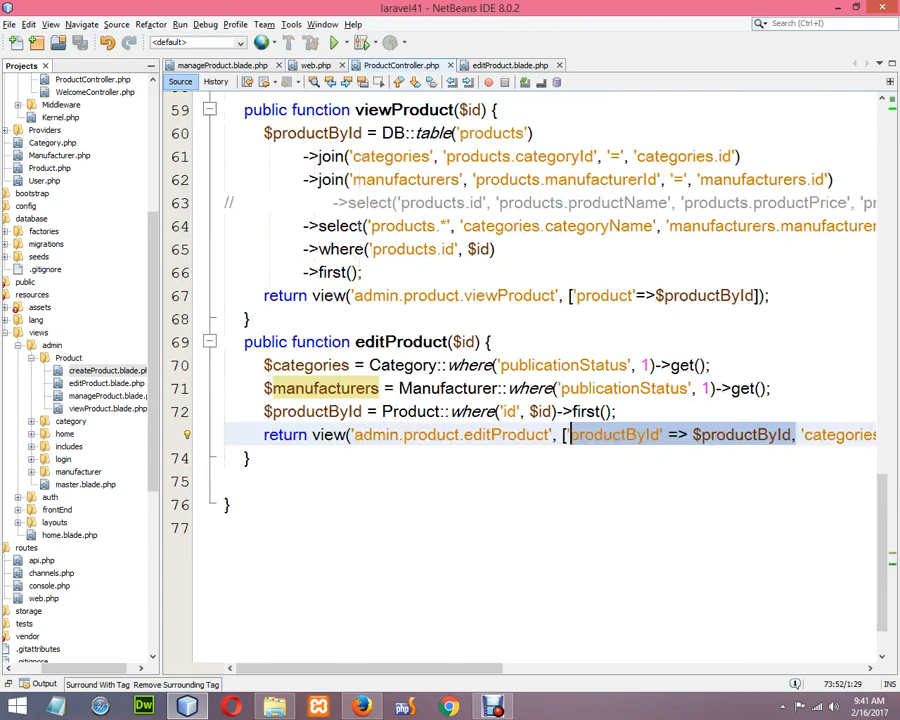 laravel41 - NetBeans IDE 8.0.2
File Edit View Navigate Source Refactor Run Debug Profile Team Tools Window Help
<default>
Search (Ctrl+I)
Projects
manageProduct.blade.php
web.php
ProductController.php
editProduct.blade.php
Source History
ProductController.php
WelcomeController.php
Middleware
Kernel.php
Providers
Category.php
Manufacturer.php
Product.php
User.php
bootstrap
config
database
factories
migrations
seeds
.gitignore
public
resources
assets
lang
views
admin
Product
createProduct.blade.ph
editProduct.blade.php
manageProduct.blade.
viewProduct.blade.php
category
home
includes
login
manufacturer
master.blade.php
auth
frontEnd
layouts
home.blade.php
routes
api.php
channels.php
console.php
web.php
storage
tests
vendor
.gitattributes
.gitignore
59 public function viewProduct($id) {
60 $productById = DB::table('products')
61 ->join('categories', 'products.categoryId', '=', 'categories.id')
62 ->join('manufacturers', 'products.manufacturerId', '=', 'manufacturers.id')
63 // ->select('products.id', 'products.productName', 'products.productPrice', 'pr
64 ->select('products.*', 'categories.categoryName', 'manufacturers.manufacturer
65 ->where('products.id', $id)
66 ->first();
67 return view('admin.product.viewProduct', ['product'=>$productById]);
68 }
69 public function editProduct($id) {
70 $categories = Category::where('publicationStatus', 1)->get();
71 $manufacturers = Manufacturer::where('publicationStatus', 1)->get();
72 $productById = Product::where('id', $id)->first();
return view('admin.product.editProduct', ['productById' => $productById, 'categories
74 }
75
76 }
77
Output
Surround With Tag
Remove Surrounding Tag
73:52/1:29
INS
Dw
php
9:41 AM
2/16/2017